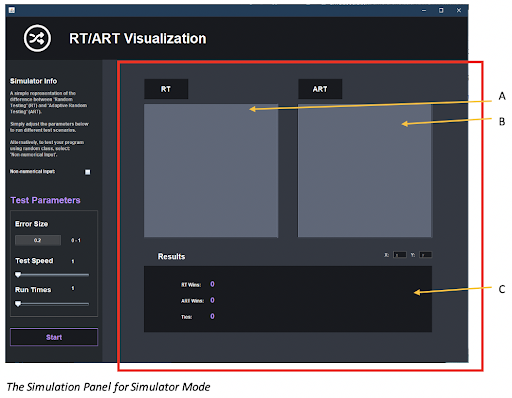 RT/ART Visualization
Simulator Info
A simple representation of the
difference between 'Random
Testing' (RT) and 'Adaptive Random
Testing' (ART).
Simply adjust the parameters below
to run different test scenarios.
Alternatively, to test your program
using random class, select:
'Non-numerical Input'.
Non-numerical Input:
Test Parameters
Error Size
0.2 0 - 1
Test Speed 1
Run Times 1
Start
RT ART
Results X: Y:
RT Wins: 0
ART Wins: 0
Ties: 0
A
B
C
The Simulation Panel for Simulator Mode